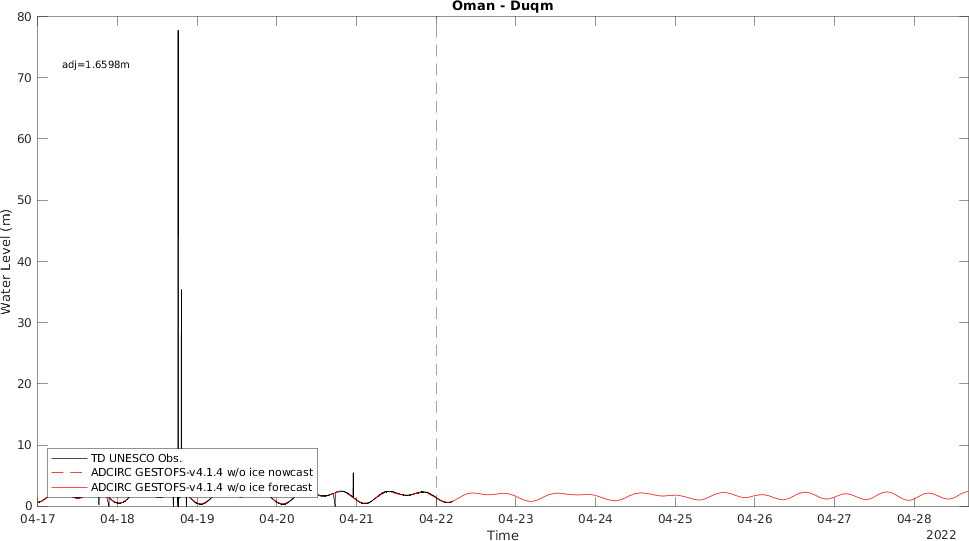 Oman - Duqm
adj=1.6598m
Water Level (m)
80
70
60
50
40
30
20
10
0
TD UNESCO Obs.
ADCIRC GESTOFS-v4.1.4 w/o ice nowcast
ADCIRC GESTOFS-v4.1.4 w/o ice forecast
04-17 04-18 04-19 04-20 04-21 04-22 04-23 04-24 04-25 04-26 04-27 04-28
Time
2022